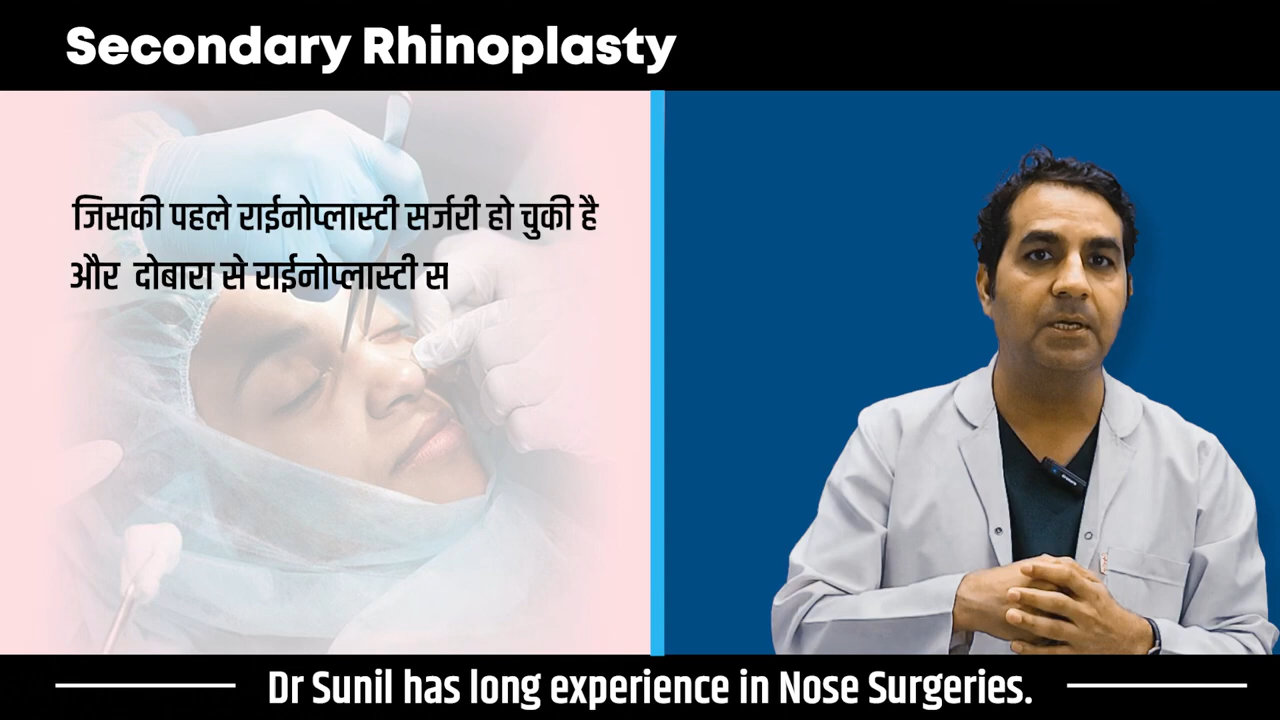 Secondary Rhinoplasty
जिसकी पहले राईनोप्लास्टी सर्जरी हो चुकी है
और दोबारा से राईनोप्लास्टी स
Dr Sunil has long experience in Nose Surgeries.